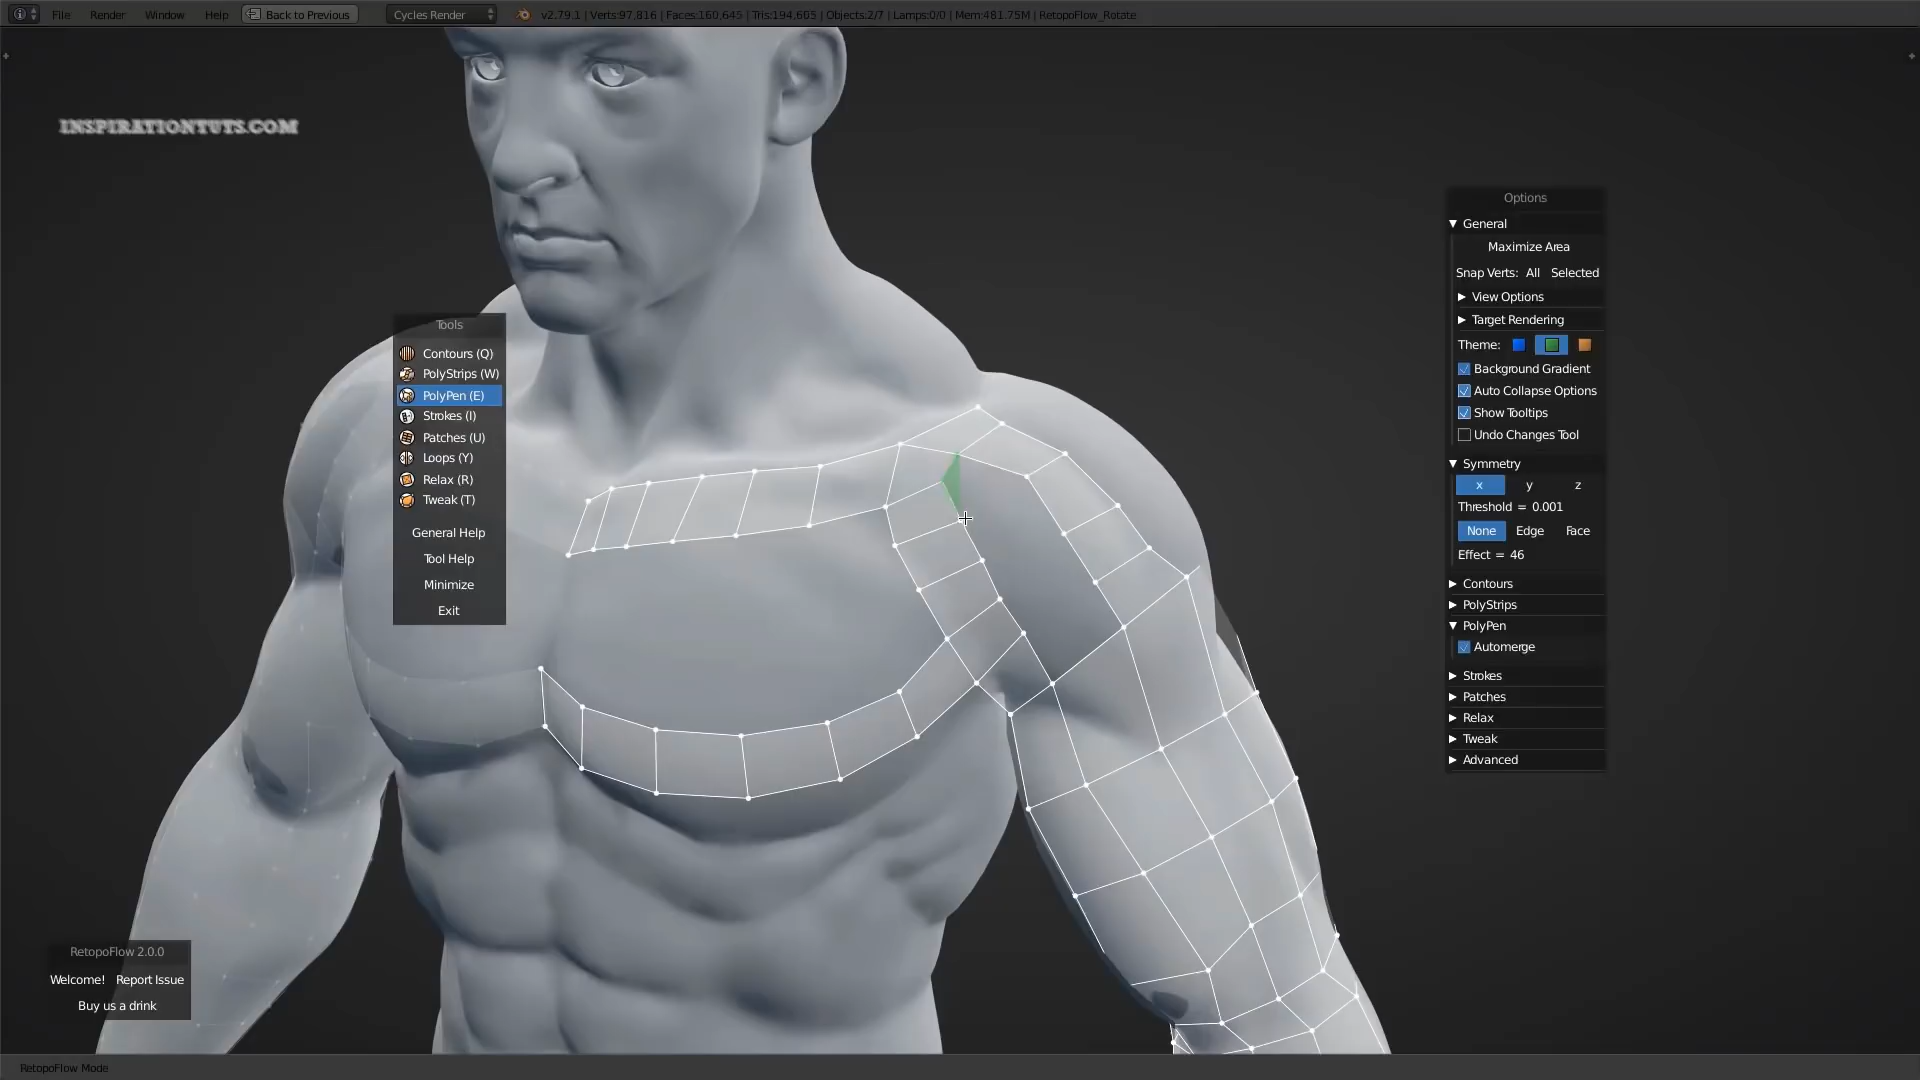 File Render Window Help Back to Previous Cycles Render v2.79.1 | Verts:97,816 | Faces:160,645 | Tris:194,605 | Objects:2/7 | Lamps:0/0 | Mem:481.75M | RetopoFlow_Rotate
INSPIRATIONTUTS.COM
Tools
Contours (Q)
PolyStrips (W)
PolyPen (E)
Strokes (I)
Patches (U)
Loops (Y)
Relax (R)
Tweak (T)
General Help
Tool Help
Minimize
Exit
Options
General
Maximize Area
Snap Verts: All Selected
View Options
Target Rendering
Theme:
Background Gradient
Auto Collapse Options
Show Tooltips
Undo Changes Tool
Symmetry
x y z
Threshold = 0.001
None Edge Face
Effect = 46
Contours
PolyStrips
PolyPen
Automerge
Strokes
Patches
Relax
Tweak
Advanced
RetopoFlow 2.0.0
Welcome! Report Issue
Buy us a drink
RetopoFlow Mode